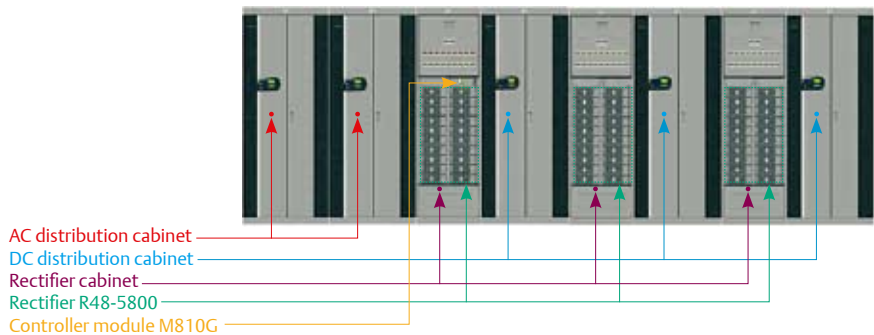 AC distribution cabinet
DC distribution cabinet
Rectifier cabinet
Rectifier R48-5800
Controller module M810G